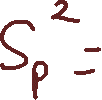 Sp² =